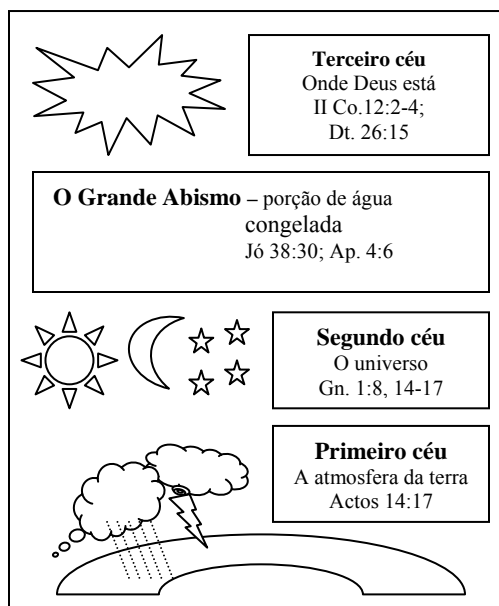 Terceiro céu
Onde Deus está
II Co.12:2-4;
Dt. 26:15
O Grande Abismo – porção de água
congelada
Jó 38:30; Ap. 4:6
Segundo céu
O universo
Gn. 1:8, 14-17
Primeiro céu
A atmosfera da terra
Actos 14:17